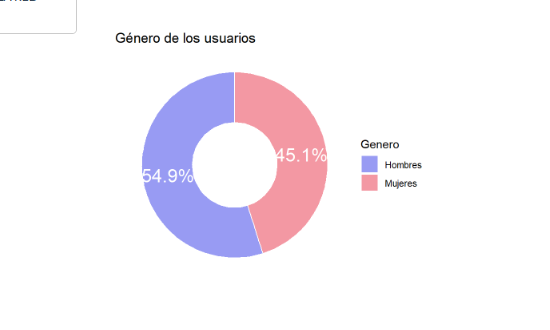 Género de los usuarios
45.1%
54.9%
Genero
Hombres
Mujeres